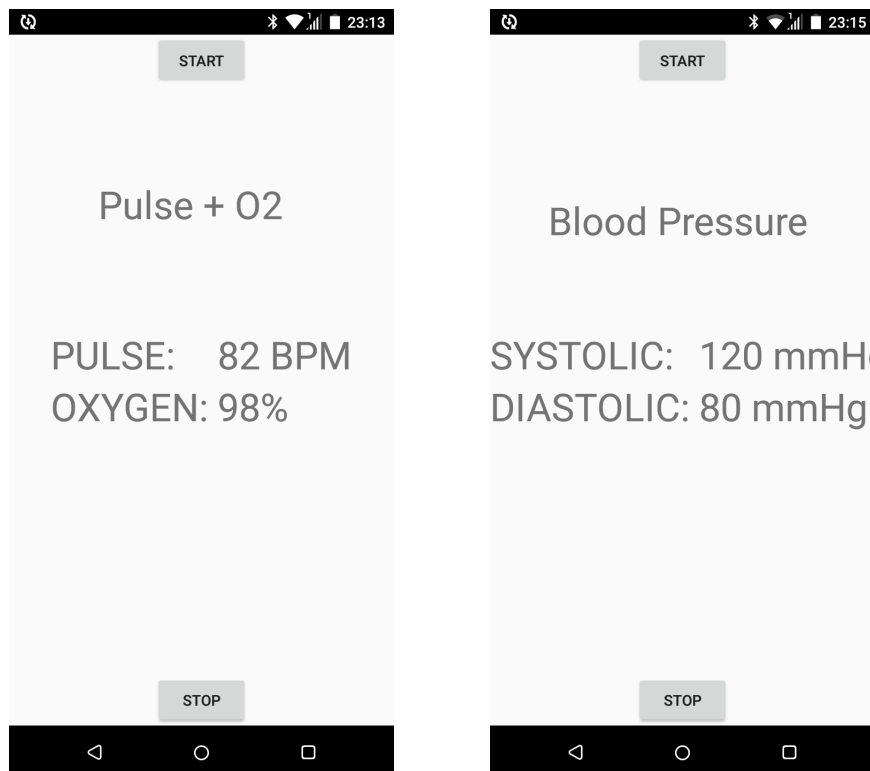 23:13
START
Pulse + O2
PULSE: 82 BPM
OXYGEN: 98%
STOP
23:15
START
Blood Pressure
SYSTOLIC: 120 mmHg
DIASTOLIC: 80 mmHg
STOP